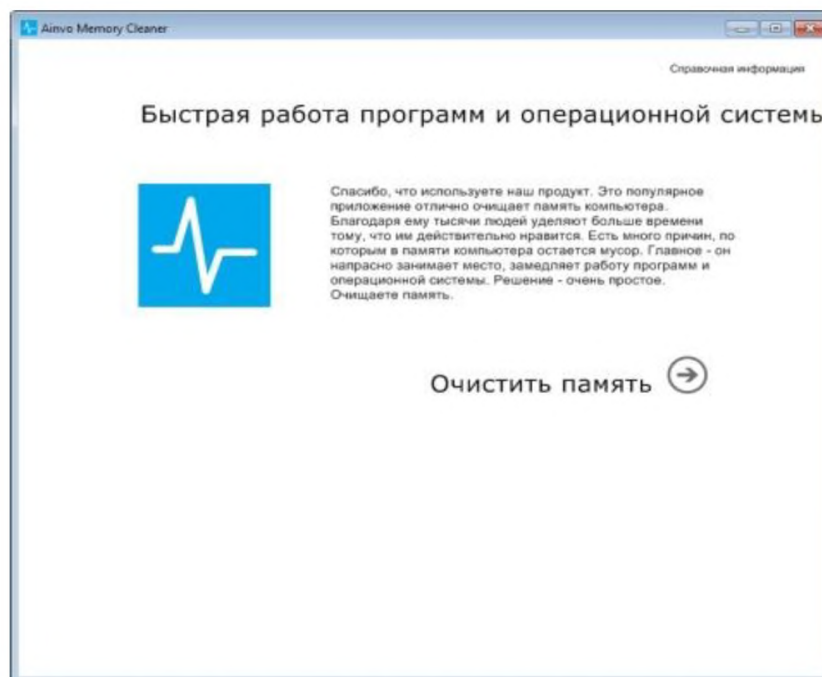 Ainvo Memory Cleaner
Справочная информация
Быстрая работа программ и операционной системы
Спасибо, что используете наш продукт. Это популярное
приложение отлично очищает память компьютера.
Благодаря ему тысячи людей уделяют больше времени
тому, что им действительно нравится. Есть много причин, по
которым в памяти компьютера остается мусор. Главное - он
напрасно занимает место, замедляет работу программ и
операционной системы. Решение - очень простое.
Очищаете память.
Очистить память